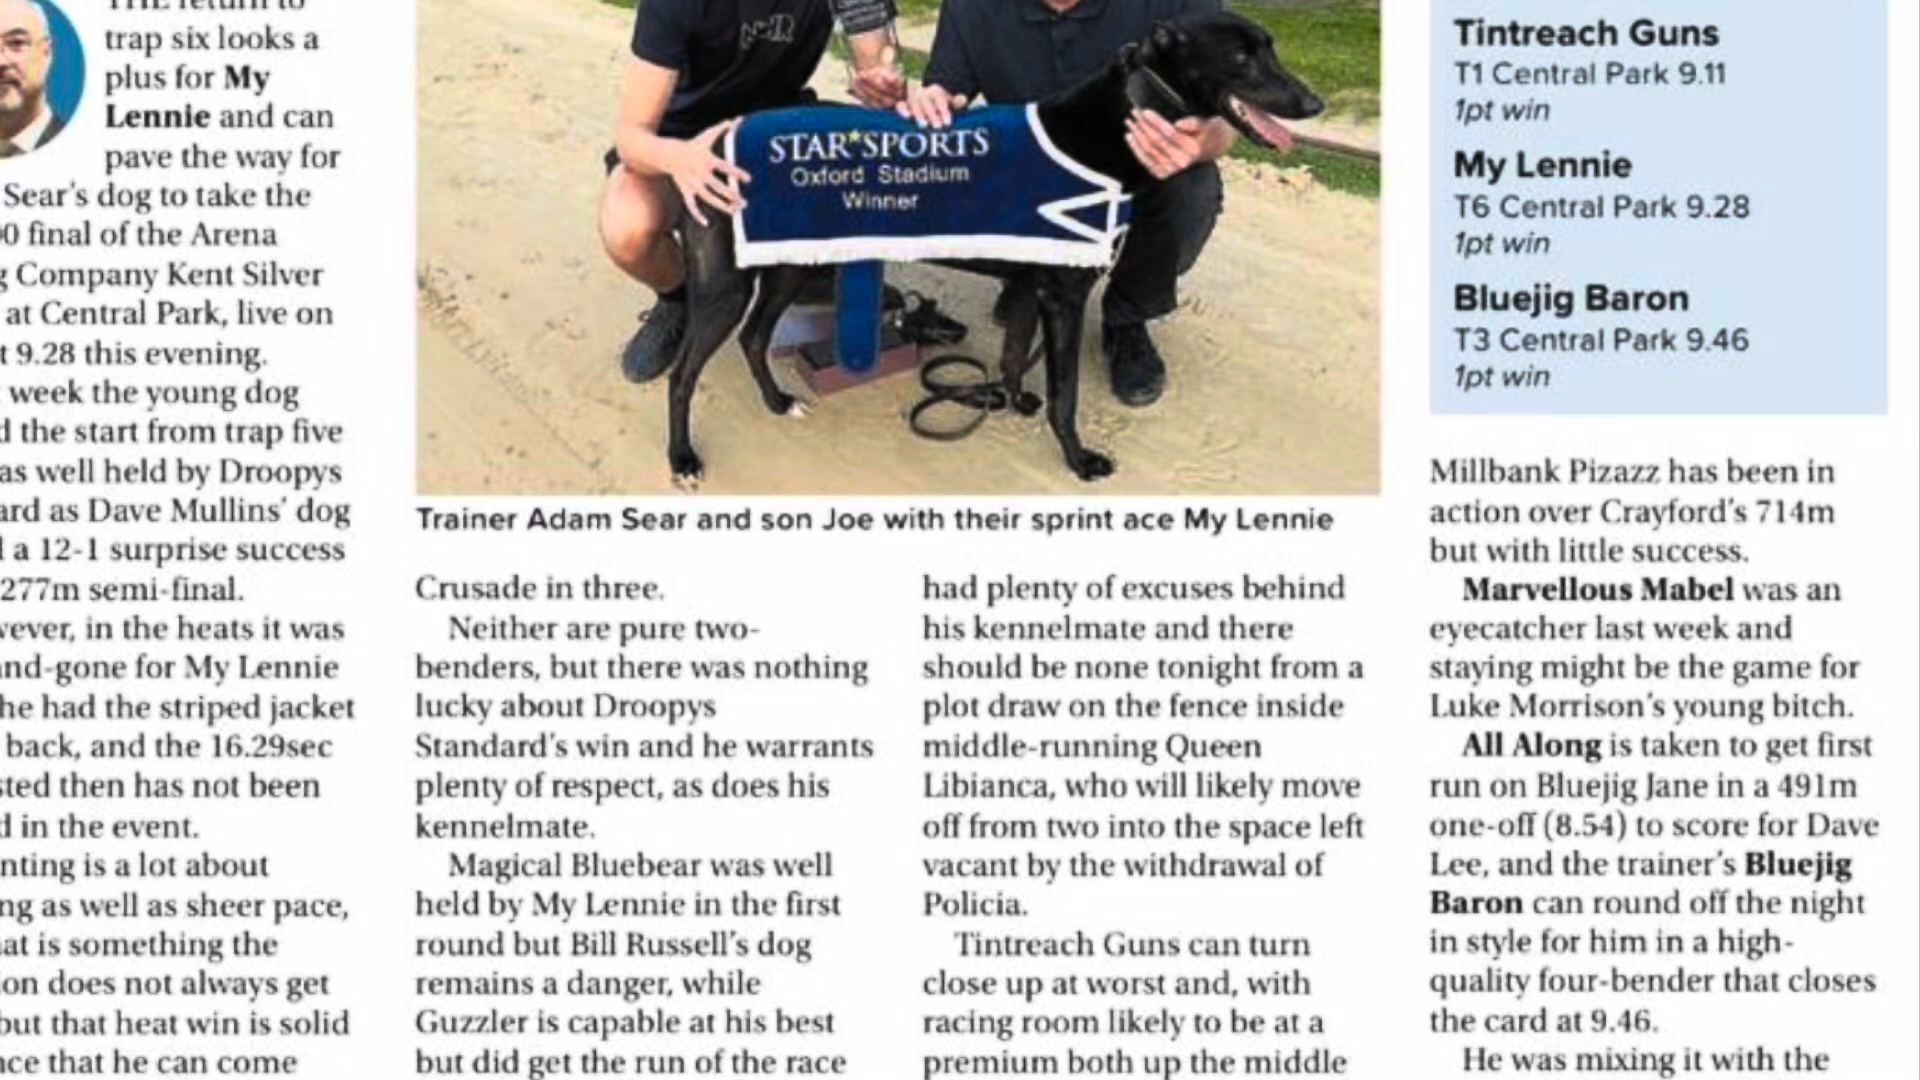 THE return to
trap six looks a
plus for My
Lennie and can
pave the way for
Sear's dog to take the
final of the Arena
Company Kent Silver
at Central Park, live on
9.28 this evening.
week the young dog
the start from trap five
as well held by Droopys
ard as Dave Mullins' dog
a 12-1 surprise success
277m semi-final.
ever, in the heats it was
and-gone for My Lennie
he had the striped jacket
back, and the 16.29sec
sted then has not been
d in the event.
nting is a lot about
ng as well as sheer pace,
at is something the
ion does not always get
but that heat win is solid
nce that he can come
STAR*SPORTS
Oxford Stadium
Winner
Trainer Adam Sear and son Joe with their sprint ace My Lennie
Crusade in three.
Neither are pure two-
benders, but there was nothing
lucky about Droopys
Standard's win and he warrants
plenty of respect, as does his
kennelmate.
Magical Bluebear was well
held by My Lennie in the first
round but Bill Russell's dog
remains a danger, while
Guzzler is capable at his best
but did get the run of the race
had plenty of excuses behind
his kennelmate and there
should be none tonight from a
plot draw on the fence inside
middle-running Queen
Libianca, who will likely move
off from two into the space left
vacant by the withdrawal of
Policia.
Tintreach Guns can turn
close up at worst and, with
racing room likely to be at a
premium both up the middle
Tintreach Guns
T1 Central Park 9.11
1pt win
My Lennie
T6 Central Park 9.28
1pt win
Bluejig Baron
T3 Central Park 9.46
1pt win
Millbank Pizazz has been in
action over Crayford's 714m
but with little success.
Marvellous Mabel was an
eyecatcher last week and
staying might be the game for
Luke Morrison's young bitch.
All Along is taken to get first
run on Bluejig Jane in a 491m
one-off (8.54) to score for Dave
Lee, and the trainer's Bluejig
Baron can round off the night
in style for him in a high-
quality four-bender that closes
the card at 9.46.
He was mixing it with the